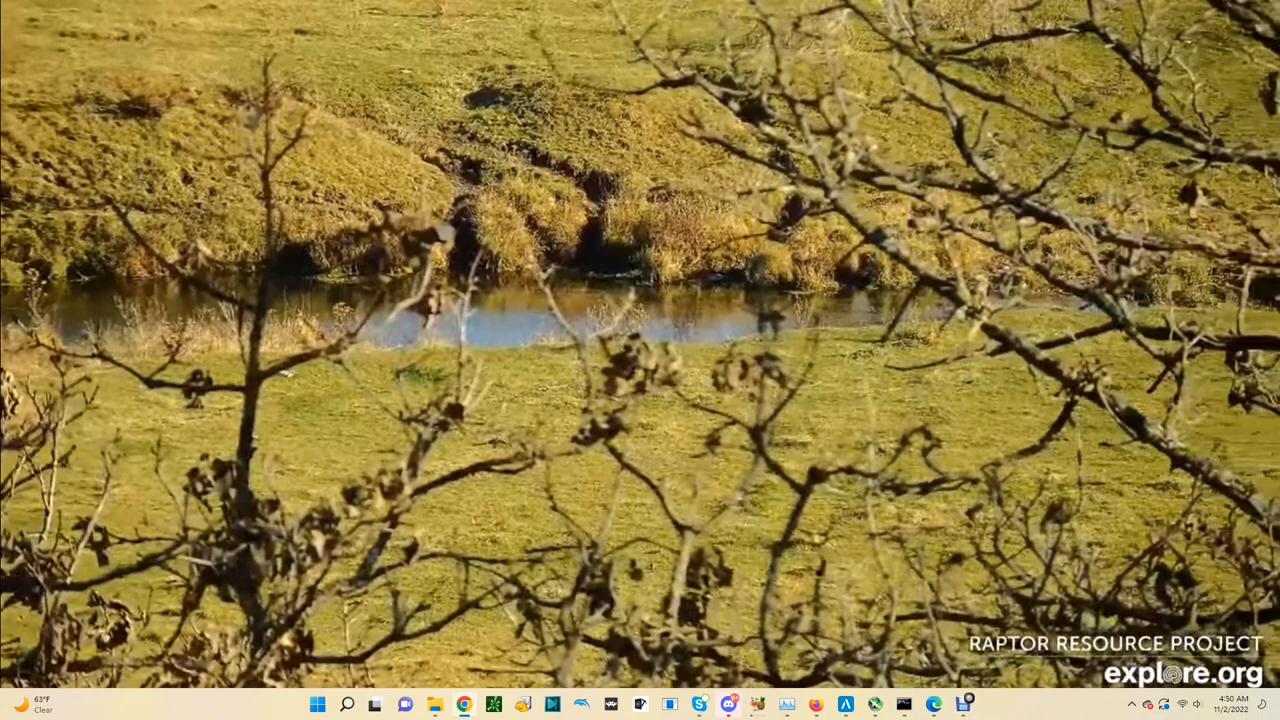 RAPTOR RESOURCE PROJECT
explore.org
63°F
Clear
4:50 AM
11/2/2022